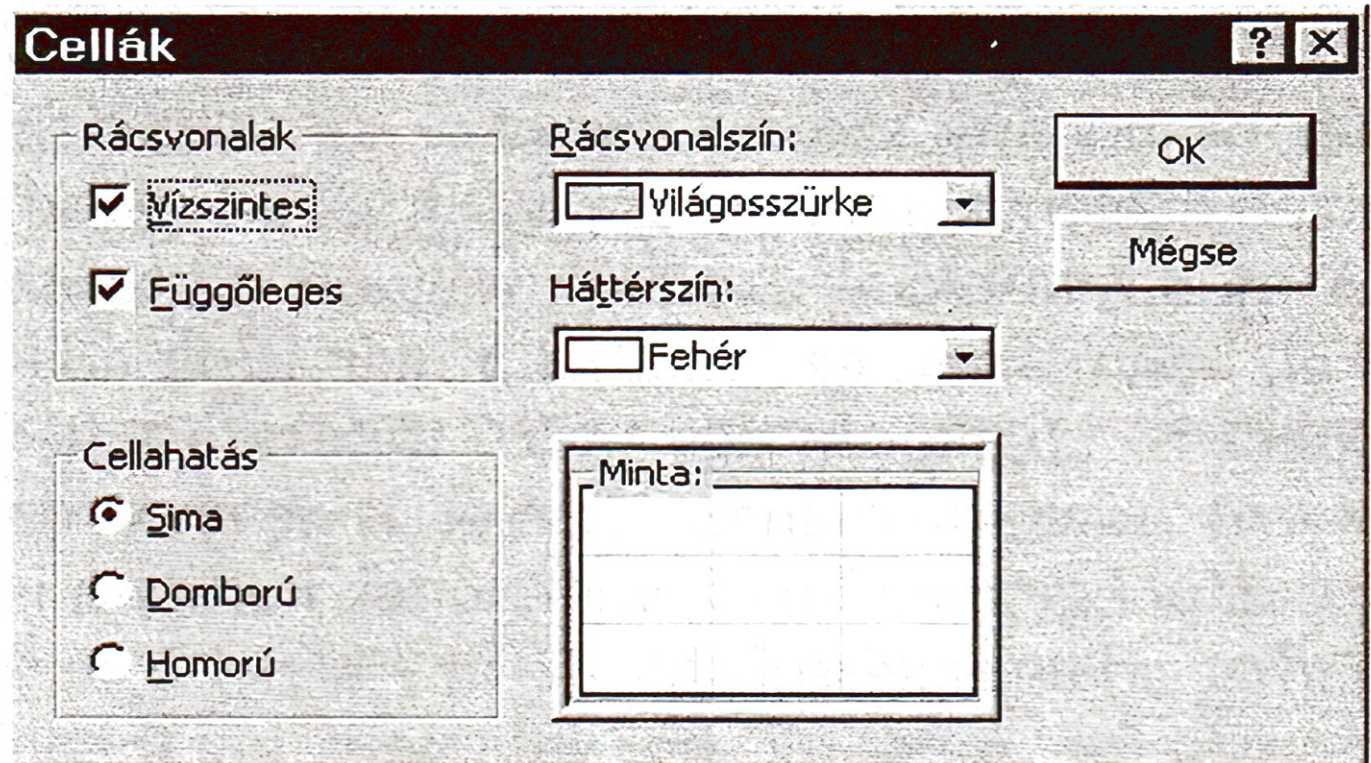 Cellák
Rácsvonalak
Vízszintes
Függőleges
Cellahatás
Sima
Domború
Homorú
Rácsvonalszín:
Világosszürke
Háttérszín:
Fehér
Minta:
OK
Mégse